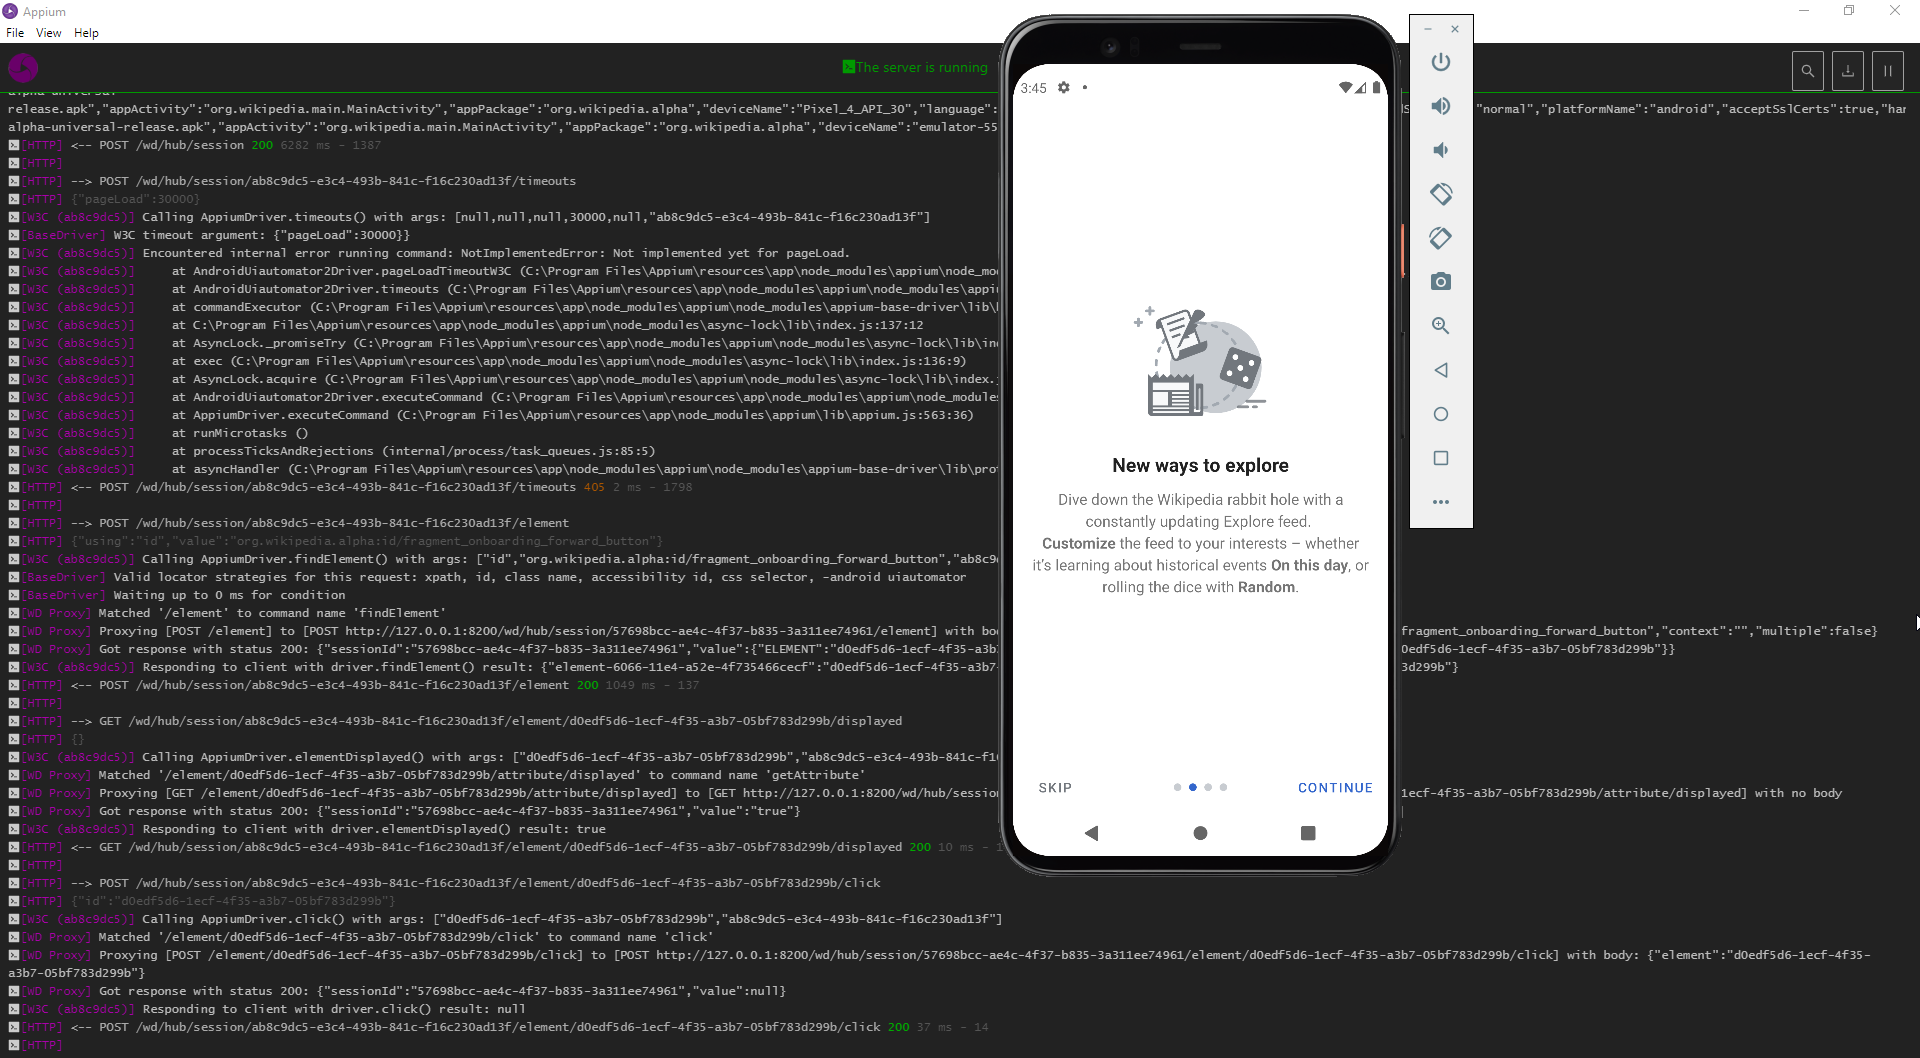 Appium
File View Help
The server is running
alpha-universal-
release.apk","appActivity":"org.wikipedia.main.MainActivity","appPackage":"org.wikipedia.alpha","deviceName":"Pixel_4_API_30","language": "normal","platformName":"android","acceptSslCerts":true,"har
alpha-universal-release.apk","appActivity":"org.wikipedia.main.MainActivity","appPackage":"org.wikipedia.alpha","deviceName":"emulator-55
[HTTP] <-- POST /wd/hub/session 200 6282 ms - 1387
[HTTP]
[HTTP] --> POST /wd/hub/session/ab8c9dc5-e3c4-493b-841c-f16c230ad13f/timeouts
[HTTP] {"pageLoad":30000}
[W3C (ab8c9dc5)] Calling AppiumDriver.timeouts() with args: [null,null,null,30000,null,"ab8c9dc5-e3c4-493b-841c-f16c230ad13f"]
[BaseDriver] W3C timeout argument: {"pageLoad":30000}}
[W3C (ab8c9dc5)] Encountered internal error running command: NotImplementedError: Not implemented yet for pageLoad.
[W3C (ab8c9dc5)] at AndroidUiautomator2Driver.pageLoadTimeoutW3C (C:\Program Files\Appium\resources\app\node_modules\appium\node_mo
[W3C (ab8c9dc5)] at AndroidUiautomator2Driver.timeouts (C:\Program Files\Appium\resources\app\node_modules\appium\node_modules\appi
[W3C (ab8c9dc5)] at commandExecutor (C:\Program Files\Appium\resources\app\node_modules\appium\node_modules\appium-base-driver\lib\
[W3C (ab8c9dc5)] at C:\Program Files\Appium\resources\app\node_modules\appium\node_modules\async-lock\lib\index.js:137:12
[W3C (ab8c9dc5)] at AsyncLock._promiseTry (C:\Program Files\Appium\resources\app\node_modules\appium\node_modules\async-lock\lib\in
[W3C (ab8c9dc5)] at exec (C:\Program Files\Appium\resources\app\node_modules\appium\node_modules\async-lock\lib\index.js:136:9)
[W3C (ab8c9dc5)] at AsyncLock.acquire (C:\Program Files\Appium\resources\app\node_modules\appium\node_modules\async-lock\lib\index.
[W3C (ab8c9dc5)] at AndroidUiautomator2Driver.executeCommand (C:\Program Files\Appium\resources\app\node_modules\appium\node_modules
[W3C (ab8c9dc5)] at AppiumDriver.executeCommand (C:\Program Files\Appium\resources\app\node_modules\appium\lib\appium.js:563:36)
[W3C (ab8c9dc5)] at runMicrotasks ()
[W3C (ab8c9dc5)] at processTicksAndRejections (internal/process/task_queues.js:85:5)
[W3C (ab8c9dc5)] at asyncHandler (C:\Program Files\Appium\resources\app\node_modules\appium\node_modules\appium-base-driver\lib\pro
[HTTP] <-- POST /wd/hub/session/ab8c9dc5-e3c4-493b-841c-f16c230ad13f/timeouts 405 2 ms - 1798
[HTTP]
[HTTP] --> POST /wd/hub/session/ab8c9dc5-e3c4-493b-841c-f16c230ad13f/element
[HTTP] {"using":"id","value":"org.wikipedia.alpha:id/fragment_onboarding_forward_button"}
[W3C (ab8c9dc5)] Calling AppiumDriver.findElement() with args: ["id","org.wikipedia.alpha:id/fragment_onboarding_forward_button","ab8c9
[BaseDriver] Valid locator strategies for this request: xpath, id, class name, accessibility id, css selector, -android uiautomator
[BaseDriver] Waiting up to 0 ms for condition
[WD Proxy] Matched '/element' to command name 'findElement'
[WD Proxy] Proxying [POST /element] to [POST http://127.0.0.1:8200/wd/hub/session/57698bcc-ae4c-4f37-b835-3a311ee74961/element] with bo fragment_onboarding_forward_button","context":"","multiple":false}
[WD Proxy] Got response with status 200: {"sessionId":"57698bcc-ae4c-4f37-b835-3a311ee74961","value":{"ELEMENT":"d0edf5d6-1ecf-4f35-a3b 0edf5d6-1ecf-4f35-a3b7-05bf783d299b"}}
[W3C (ab8c9dc5)] Responding to client with driver.findElement() result: {"element-6066-11e4-a52e-4f735466cecf":"d0edf5d6-1ecf-4f35-a3b7 3d299b"}
[HTTP] <-- POST /wd/hub/session/ab8c9dc5-e3c4-493b-841c-f16c230ad13f/element 200 1049 ms - 137
[HTTP]
[HTTP] --> GET /wd/hub/session/ab8c9dc5-e3c4-493b-841c-f16c230ad13f/element/d0edf5d6-1ecf-4f35-a3b7-05bf783d299b/displayed
[HTTP] {}
[W3C (ab8c9dc5)] Calling AppiumDriver.elementDisplayed() with args: ["d0edf5d6-1ecf-4f35-a3b7-05bf783d299b","ab8c9dc5-e3c4-493b-841c-f1
[WD Proxy] Matched '/element/d0edf5d6-1ecf-4f35-a3b7-05bf783d299b/attribute/displayed' to command name 'getAttribute'
[WD Proxy] Proxying [GET /element/d0edf5d6-1ecf-4f35-a3b7-05bf783d299b/attribute/displayed] to [GET http://127.0.0.1:8200/wd/hub/session 1ecf-4f35-a3b7-05bf783d299b/attribute/displayed] with no body
[WD Proxy] Got response with status 200: {"sessionId":"57698bcc-ae4c-4f37-b835-3a311ee74961","value":"true"}
[W3C (ab8c9dc5)] Responding to client with driver.elementDisplayed() result: true
[HTTP] <-- GET /wd/hub/session/ab8c9dc5-e3c4-493b-841c-f16c230ad13f/element/d0edf5d6-1ecf-4f35-a3b7-05bf783d299b/displayed 200 10 ms - 1
[HTTP]
[HTTP] --> POST /wd/hub/session/ab8c9dc5-e3c4-493b-841c-f16c230ad13f/element/d0edf5d6-1ecf-4f35-a3b7-05bf783d299b/click
[HTTP] {"id":"d0edf5d6-1ecf-4f35-a3b7-05bf783d299b"}
[W3C (ab8c9dc5)] Calling AppiumDriver.click() with args: ["d0edf5d6-1ecf-4f35-a3b7-05bf783d299b","ab8c9dc5-e3c4-493b-841c-f16c230ad13f"]
[WD Proxy] Matched '/element/d0edf5d6-1ecf-4f35-a3b7-05bf783d299b/click' to command name 'click'
[WD Proxy] Proxying [POST /element/d0edf5d6-1ecf-4f35-a3b7-05bf783d299b/click] to [POST http://127.0.0.1:8200/wd/hub/session/57698bcc-ae4c-4f37-b835-3a311ee74961/element/d0edf5d6-1ecf-4f35-a3b7-05bf783d299b/click] with body: {"element":"d0edf5d6-1ecf-4f35-
a3b7-05bf783d299b"}
[WD Proxy] Got response with status 200: {"sessionId":"57698bcc-ae4c-4f37-b835-3a311ee74961","value":null}
[W3C (ab8c9dc5)] Responding to client with driver.click() result: null
[HTTP] <-- POST /wd/hub/session/ab8c9dc5-e3c4-493b-841c-f16c230ad13f/element/d0edf5d6-1ecf-4f35-a3b7-05bf783d299b/click 200 37 ms - 14
[HTTP]
3:45
New ways to explore
Dive down the Wikipedia rabbit hole with a
constantly updating Explore feed.
Customize the feed to your interests – whether
it's learning about historical events On this day, or
rolling the dice with Random.
SKIP
CONTINUE